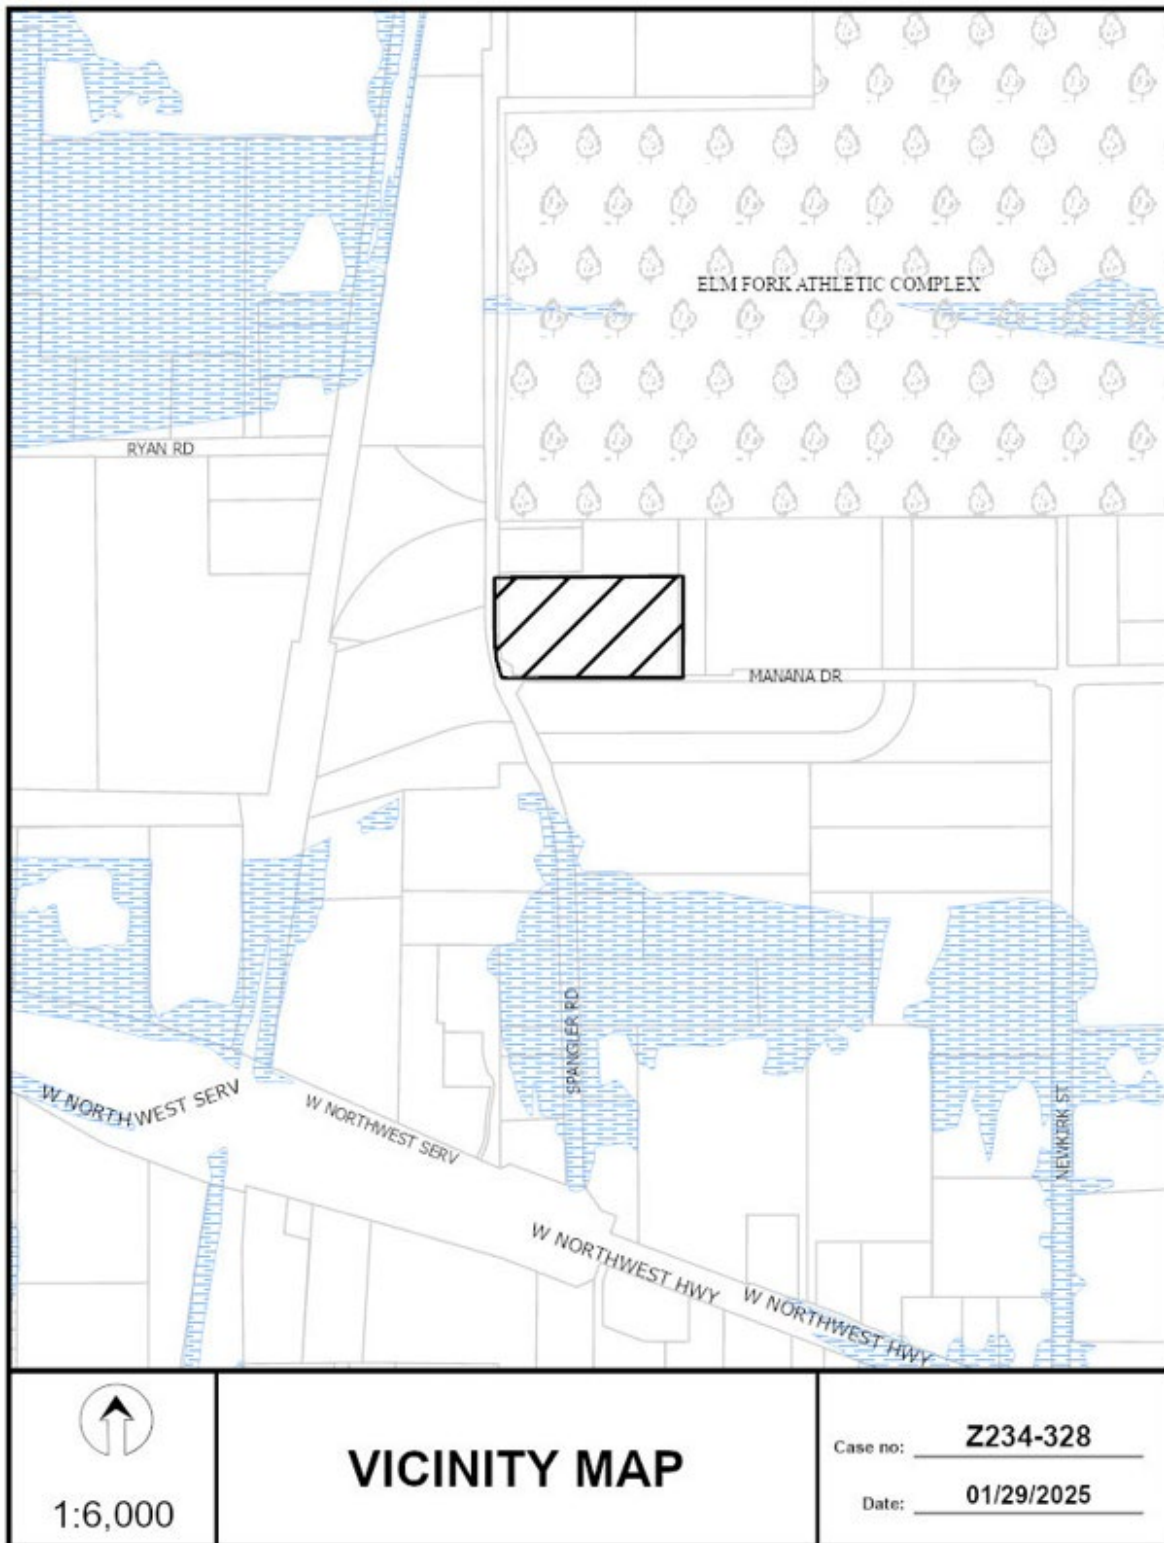 ELM FORK ATHLETIC COMPLEX
RYAN RD
MANANA DR
SPANGLER RD
W NORTHWEST SERV
W NORTHWEST SERV
NEWKIRK ST
W NORTHWEST HWY
W NORTHWEST HWY
1:6,000
VICINITY MAP
Case no: Z234-328
Date: 01/29/2025